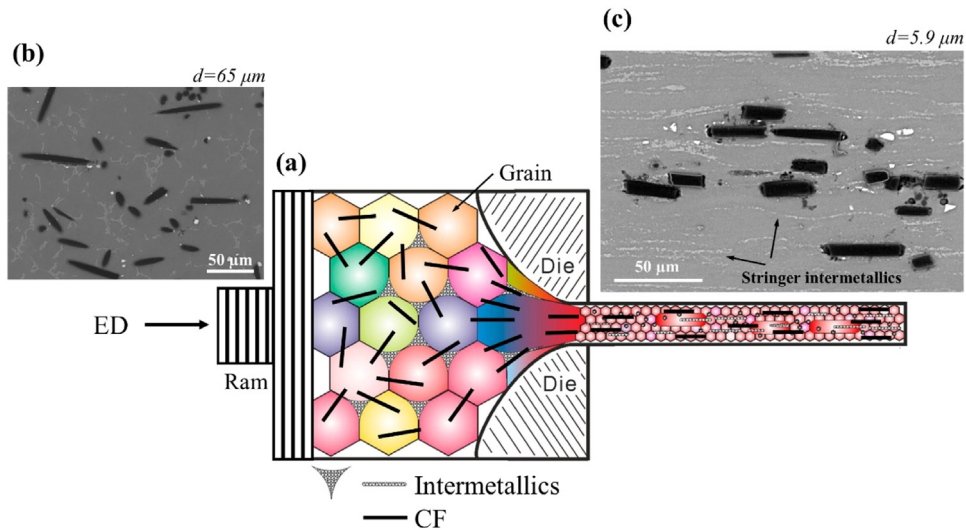 (b)
d=65 µm
50 µm
(c)
d=5.9 µm
50 µm
Stringer intermetallics
(a)
Grain
Die
ED
Ram
Die
Intermetallics
CF